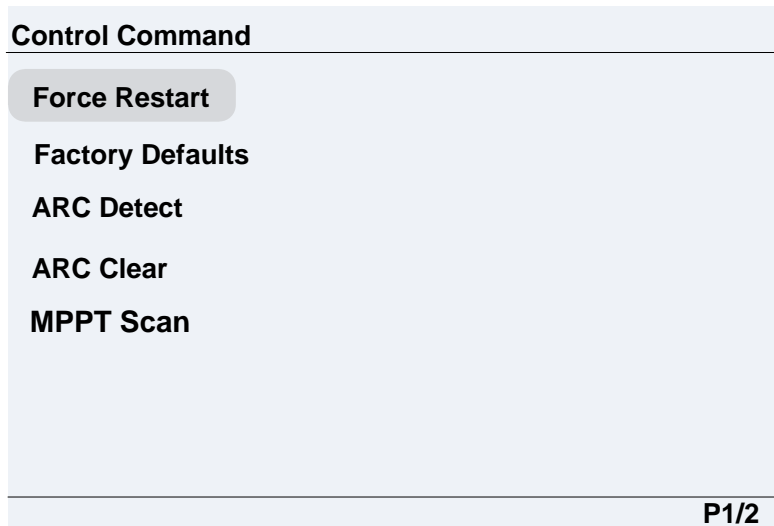 Control Command
Force Restart
Factory Defaults
ARC Detect
ARC Clear
MPPT Scan
P1/2